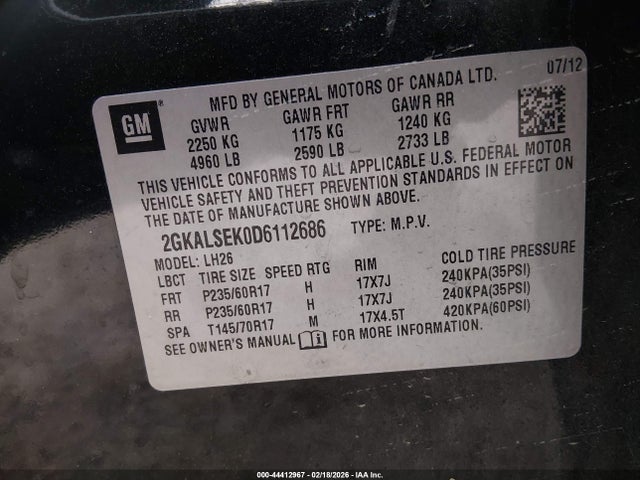 07/12
MFD BY GENERAL MOTORS OF CANADA LTD.
GM
GVWR GAWR FRT GAWR RR
2250 KG 1175 KG 1240 KG
4960 LB 2590 LB 2733 LB
THIS VEHICLE CONFORMS TO ALL APPLICABLE U.S. FEDERAL MOTOR
VEHICLE SAFETY AND THEFT PREVENTION STANDARDS IN EFFECT ON
THE DATE OF MANUFACTURE SHOWN ABOVE.
2GKALSEK0D6112686 TYPE: M.P.V.
MODEL: LH26
LBCT TIRE SIZE SPEED RTG RIM COLD TIRE PRESSURE
FRT P235/60R17 H 17X7J 240KPA(35PSI)
RR P235/60R17 H 17X7J 240KPA(35PSI)
SPA T145/70R17 M 17X4.5T 420KPA(60PSI)
SEE OWNER'S MANUAL FOR MORE INFORMATION.
000-44412967 - 02/18/2026 - IAA Inc.